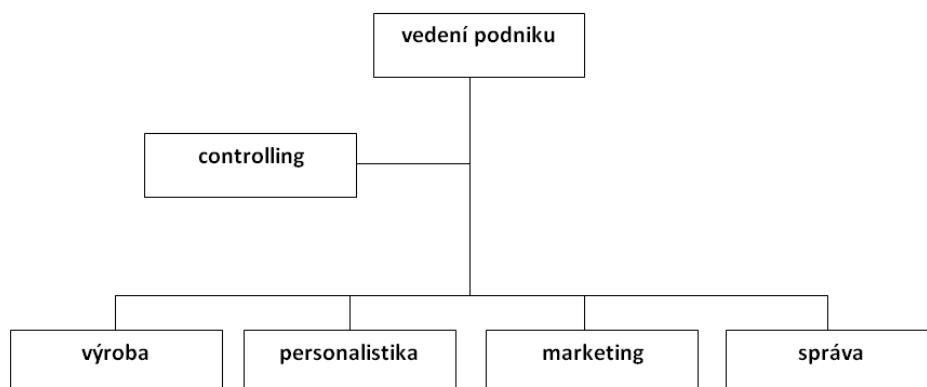 vedení podniku
controlling
výroba
personalistika
marketing
správa